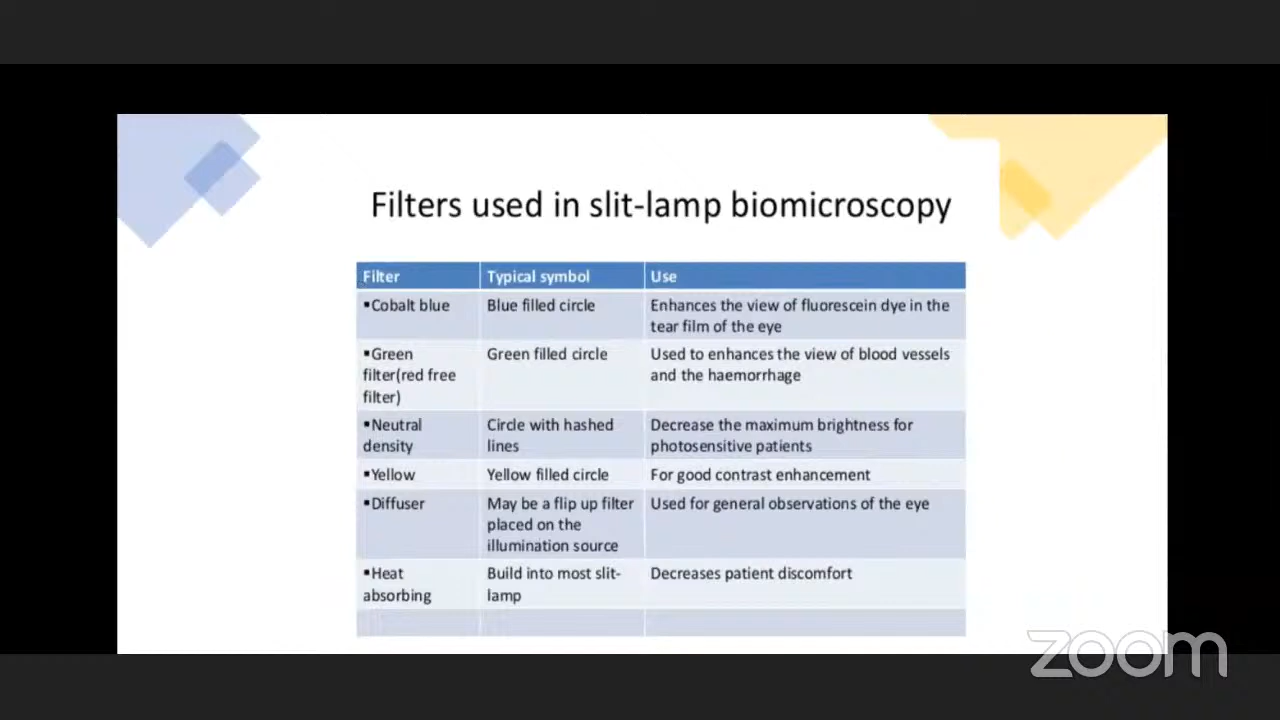 Filters used in slit-lamp biomicroscopy
Filter
Typical symbol
Use
▪Cobalt blue
Blue filled circle
Enhances the view of fluorescein dye in the
tear film of the eye
▪Green
filter(red free
filter)
Green filled circle
Used to enhances the view of blood vessels
and the haemorrhage
▪Neutral
density
Circle with hashed
lines
Decrease the maximum brightness for
photosensitive patients
▪Yellow
Yellow filled circle
For good contrast enhancement
▪Diffuser
May be a flip up filter
placed on the
illumination source
Used for general observations of the eye
▪Heat
absorbing
Build into most slit-
lamp
Decreases patient discomfort
zoom